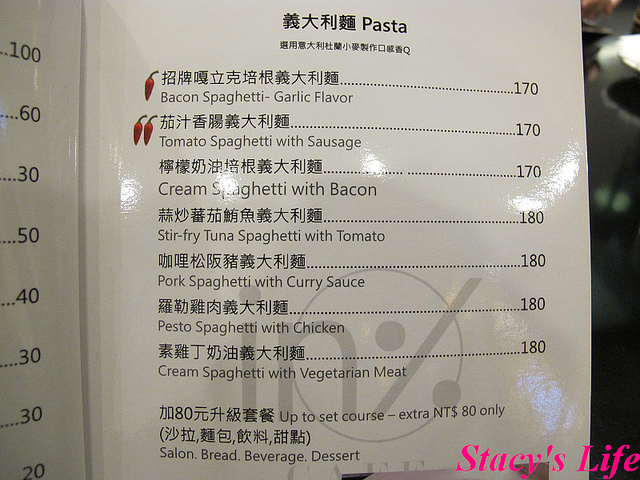 義大利麵 Pasta
選用意大利杜蘭小麥製作口感香Q
招牌嘎立克培根義大利麵 170
Bacon Spaghetti- Garlic Flavor
茄汁香腸義大利麵 170
Tomato Spaghetti with Sausage
檸檬奶油培根義大利麵 170
Cream Spaghetti with Bacon
蒜炒蕃茄鮪魚義大利麵 180
Stir-fry Tuna Spaghetti with Tomato
咖哩松阪豬義大利麵 180
Pork Spaghetti with Curry Sauce
羅勒雞肉義大利麵 180
Pesto Spaghetti with Chicken
素雞丁奶油義大利麵 180
Cream Spaghetti with Vegetarian Meat
加80元升級套餐 Up to set course – extra NT$ 80 only
(沙拉,麵包,飲料,甜點)
Salon. Bread. Beverage. Dessert
100
60
30
50
40
30
30
20
in%
CAFE
Stacy's Life